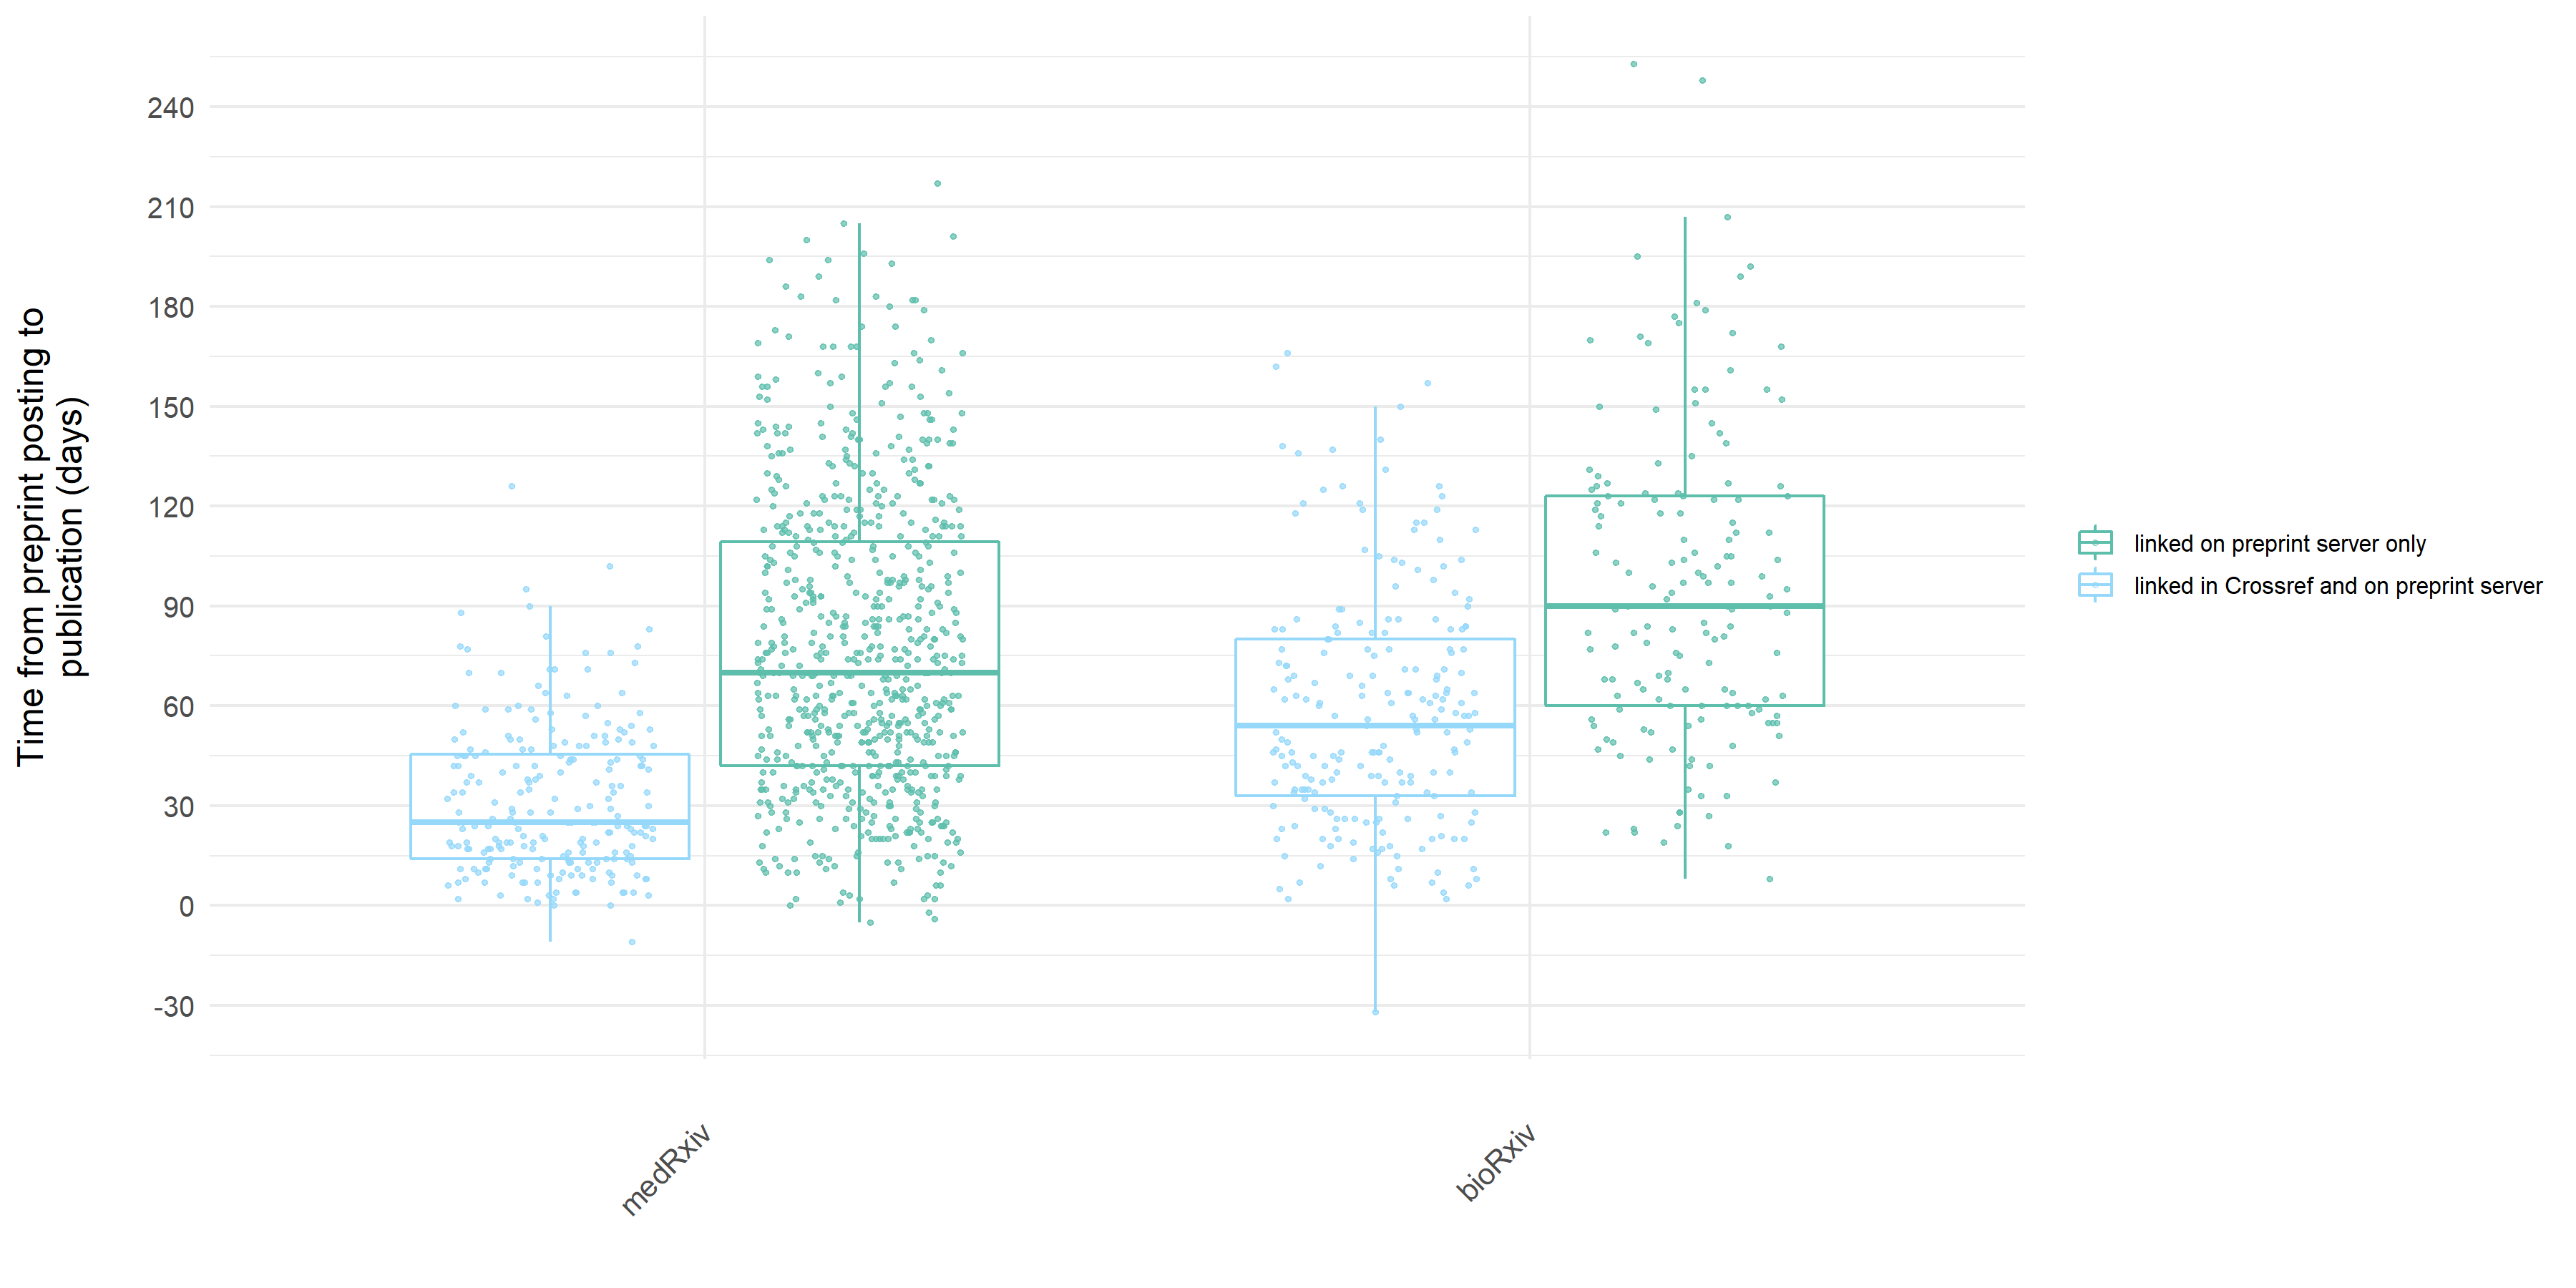 Time from preprint posting to
publication (days)
240
210
180
150
120
90
60
30
0
-30
medRxiv
bioRxiv
linked on preprint server only
linked in Crossref and on preprint server